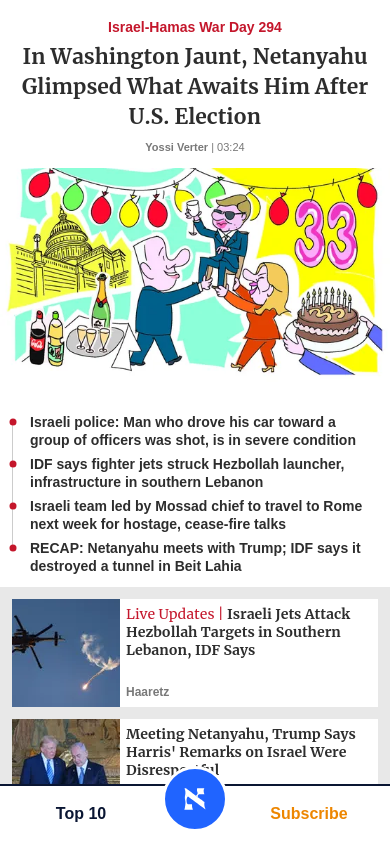 Israel-Hamas War Day 294
In Washington Jaunt, Netanyahu
Glimpsed What Awaits Him After
U.S. Election
Yossi Verter | 03:24
33
Israeli police: Man who drove his car toward a
group of officers was shot, is in severe condition
IDF says fighter jets struck Hezbollah launcher,
infrastructure in southern Lebanon
Israeli team led by Mossad chief to travel to Rome
next week for hostage, cease-fire talks
RECAP: Netanyahu meets with Trump; IDF says it
destroyed a tunnel in Beit Lahia
Live Updates | Israeli Jets Attack
Hezbollah Targets in Southern
Lebanon, IDF Says
Haaretz
Meeting Netanyahu, Trump Says
Harris' Remarks on Israel Were
Top 10
Subscribe